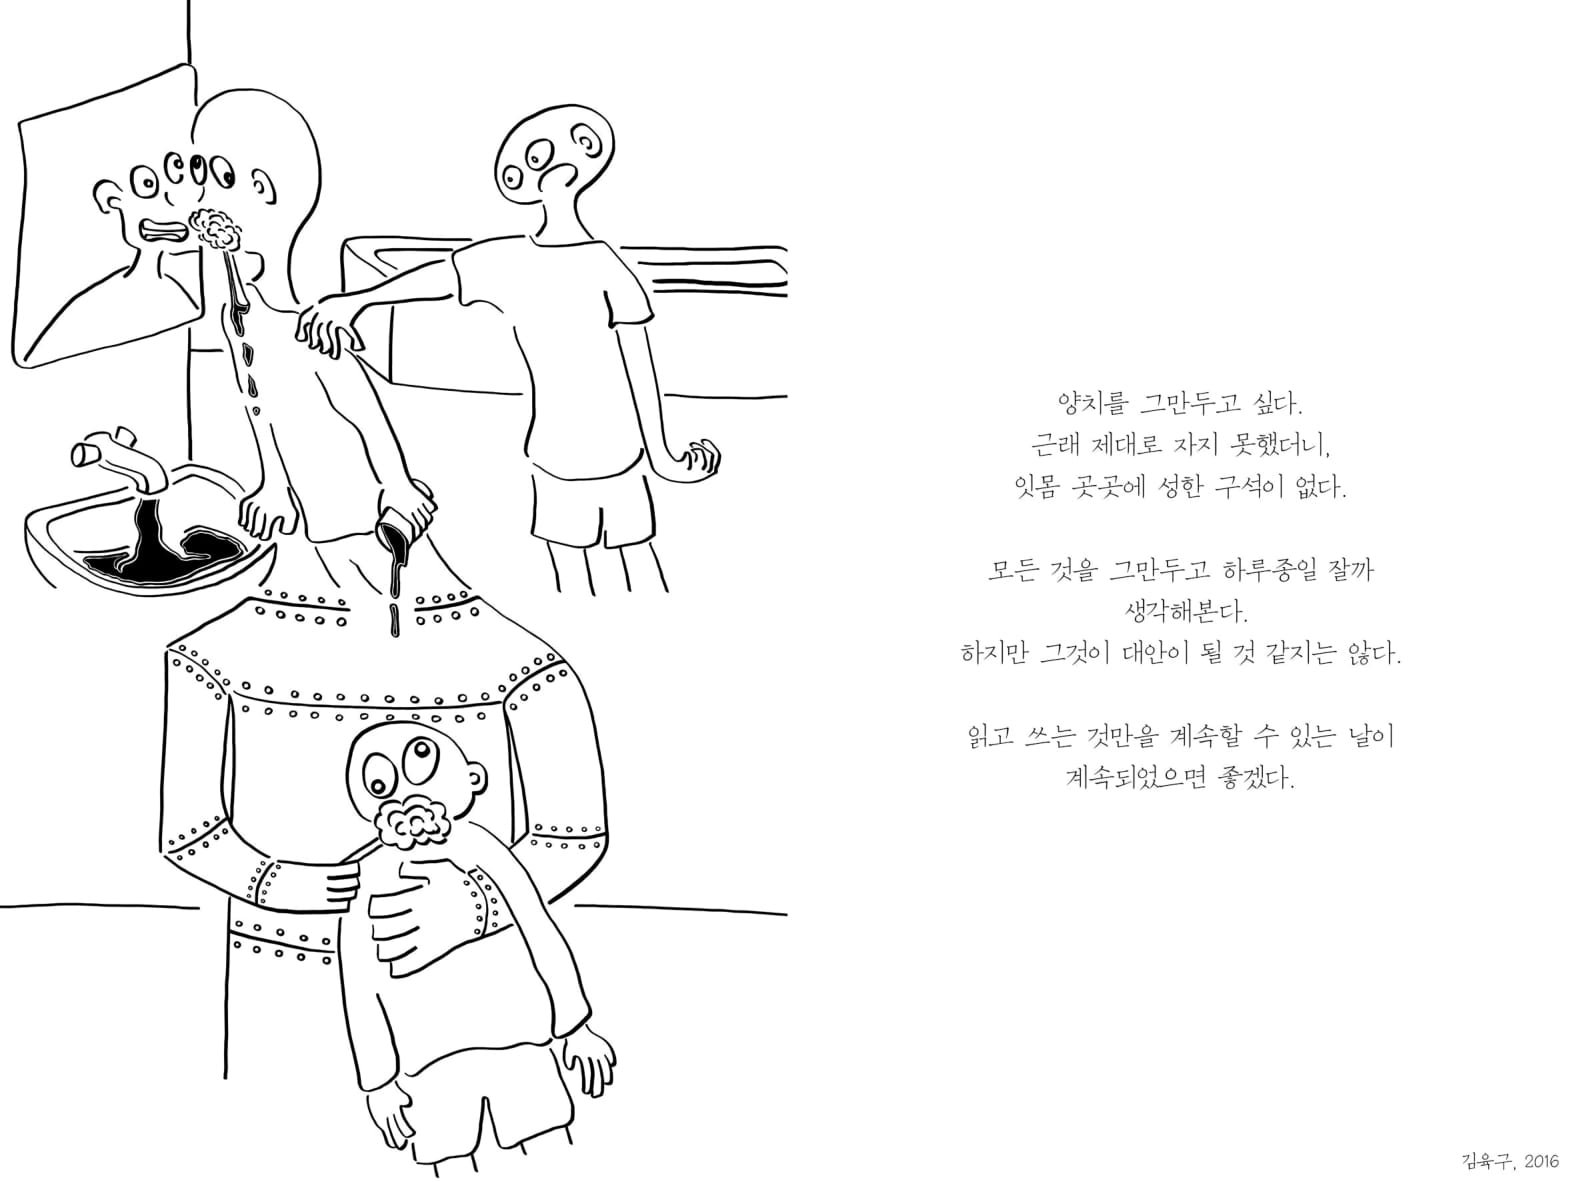 양치를 그만두고 싶다.
근래 제대로 자지 못했더니,
잇몸 곳곳에 성한 구석이 없다.
모든 것을 그만두고 하루종일 잘까
생각해본다.
하지만 그것이 대안이 될 것 같지는 않다.
읽고 쓰는 것만을 계속할 수 있는 날이
계속되었으면 좋겠다.
김육구, 2016